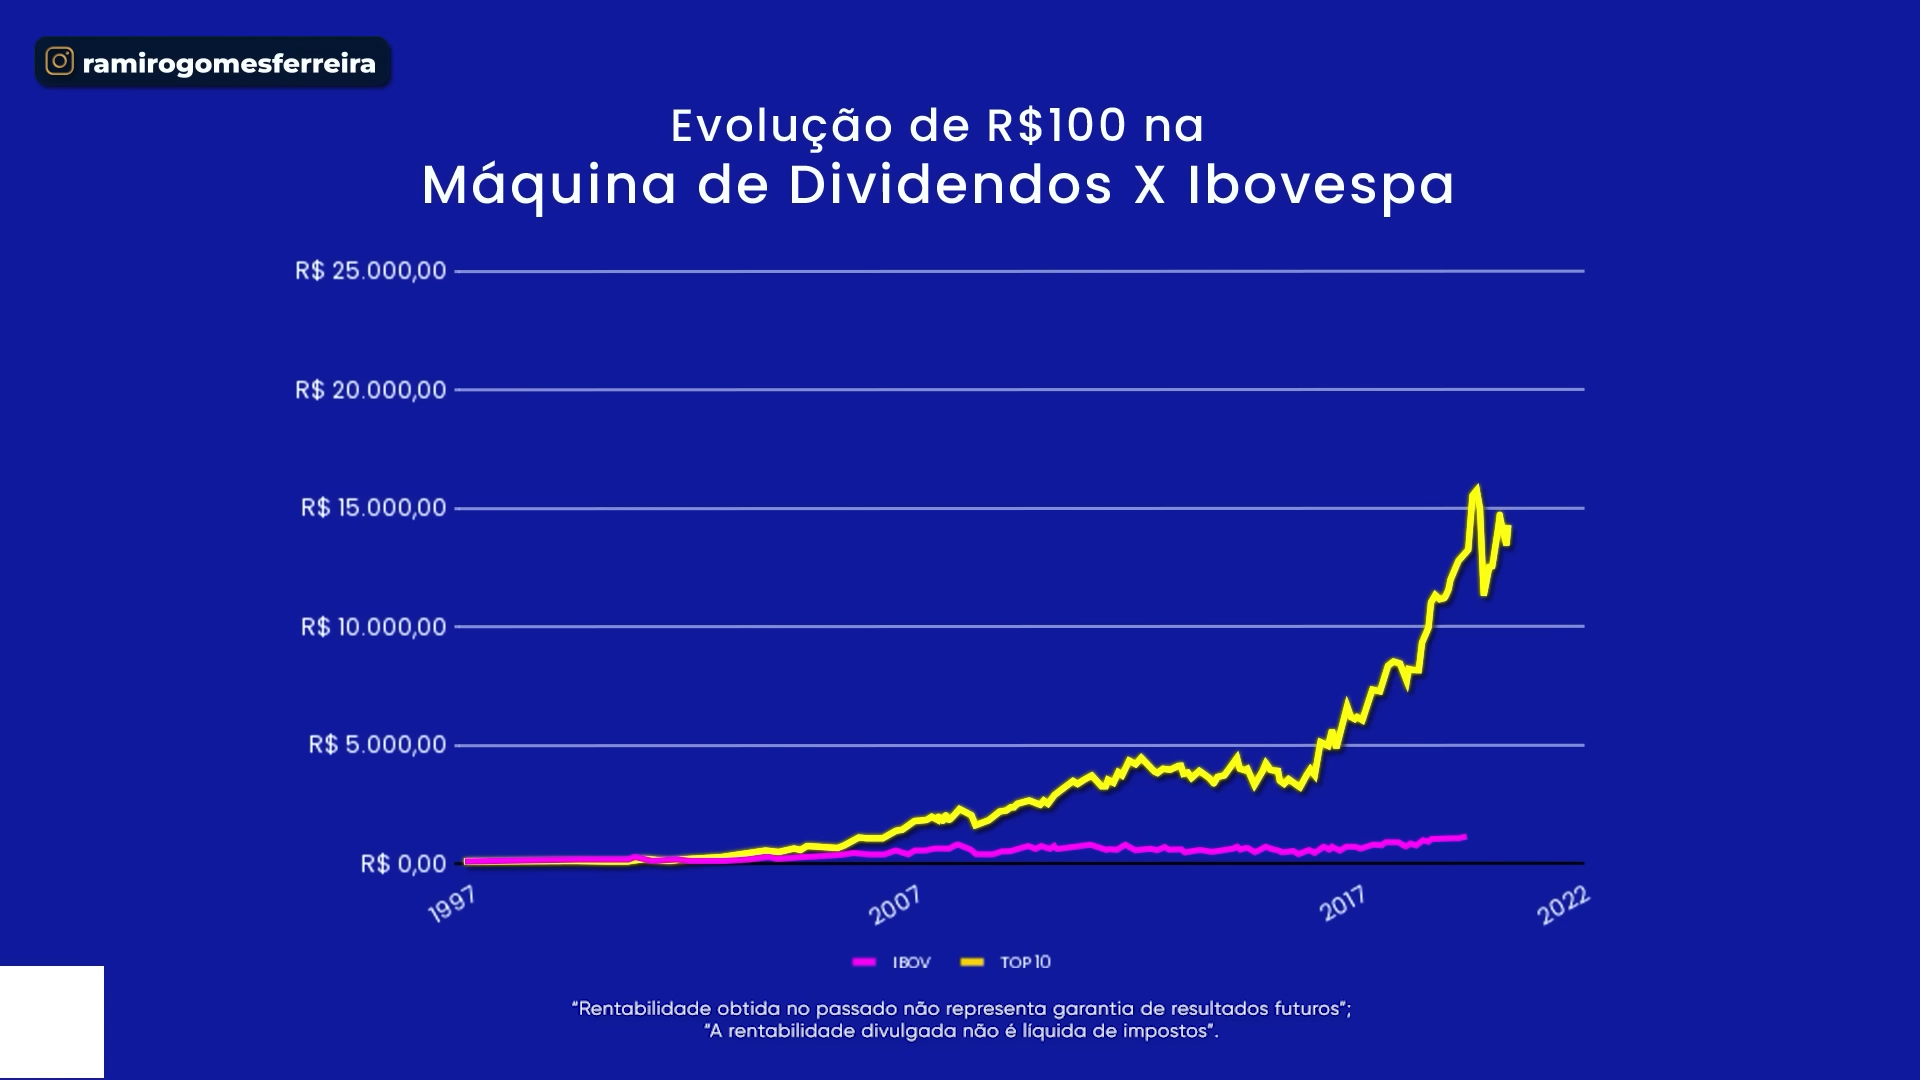 ramirogomesferreira
Evolução de R$100 na
Máquina de Dividendos X Ibovespa
R$ 25.000,00
R$ 20.000,00
R$ 15.000,00
R$ 10.000,00
R$ 5.000,00
R$ 0,00
1997
2007
2017
2022
IBOV
TOP 10
“Rentabilidade obtida no passado não representa garantia de resultados futuros”;
“A rentabilidade divulgada não é líquida de impostos”.